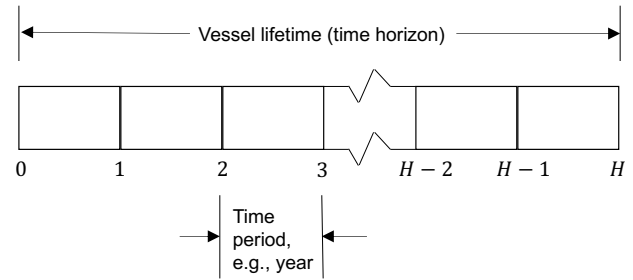 Vessel lifetime (time horizon)
0 1 2 3 H − 2 H − 1 H
Time
period,
e.g., year